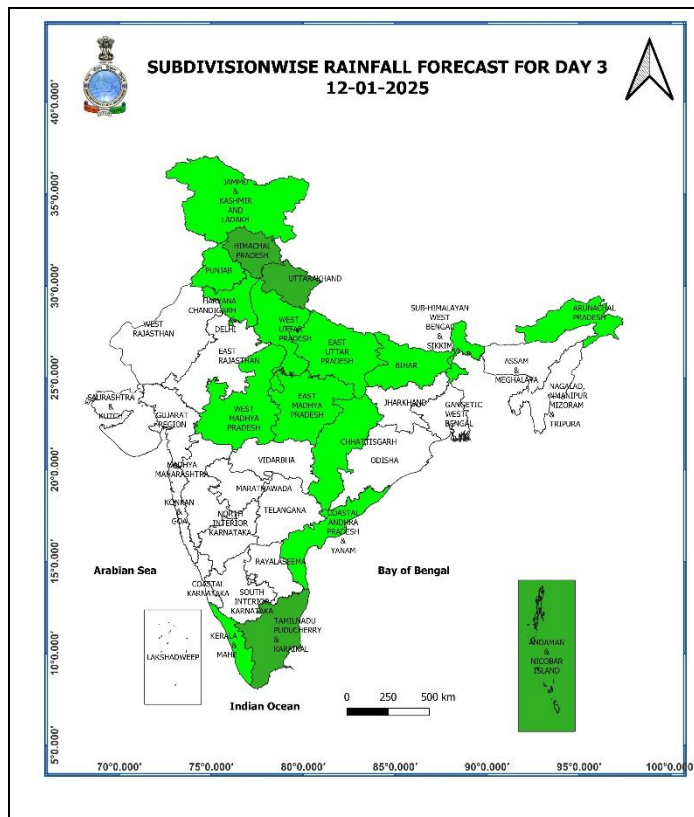 SUBDIVISIONWISE RAINFALL FORECAST FOR DAY 3
12-01-2025
40°0.000'
35°0.000'
30°0.000'
25°0.000'
20°0.000'
15°0.000'
10°0.000'
5°0.000'
JAMMU
&
KASHMIR
AND
LADAKH
HIMACHAL
PRADESH
PUNJAB
UTTARAKHAND
HARYANA
CHANDIGARH
DELHI
WEST
RAJASTHAN
EAST
RAJASTHAN
WEST
UTTAR
PRADESH
EAST
UTTAR
PRADESH
SUB-HIMALAYAN
WEST
BENGAL
&
SIKKIM
ARUNACHAL
PRADESH
BIHAR
ASSAM
&
MEGHALAYA
NAGALAD,
MANIPUR
MIZORAM
&
TRIPURA
SAURASHTRA
&
KUTCH
GUJARAT
REGION
WEST
MADHYA
PRADESH
EAST
MADHYA
PRADESH
JHARKHAND
GANGETIC
WEST
BENGAL
CHHATTISGARH
ODISHA
VIDARBHA
MADHYA
MAHARASHTRA
MARATHAWADA
KONKAN
&
GOA
NORTH
INTERIOR
KARNATAKA
TELANGANA
COASTAL
ANDHRA
PRADESH
&
YANAM
RAYALASEEMA
Arabian Sea
Bay of Bengal
COASTAL
KARNATAKA
SOUTH
INTERIOR
KARNATAKA
TAMILNADU
PUDUCHERRY
&
KARAIKAL
KERALA
&
MAHE
LAKSHADWEEP
ANDAMAN
&
NICOBAR
ISLAND
Indian Ocean
0 250 500 km
70°0.000' 75°0.000' 80°0.000' 85°0.000' 90°0.000' 95°0.000' 100°0.000'